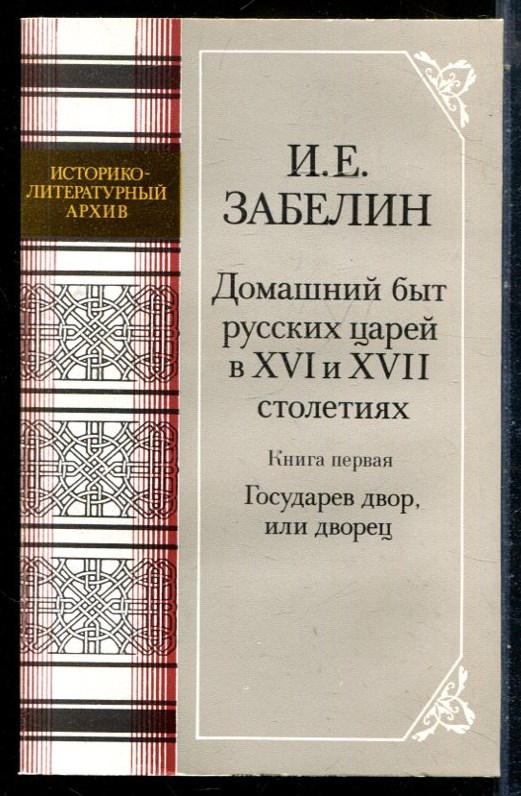 ИСТОРИКО-
ЛИТЕРАТУРНЫЙ
АРХИВ
И.Е.
ЗАБЕЛИН
Домашний быт
русских царей
в XVI и XVII
столетиях
Книга первая
Государев двор,
или дворец